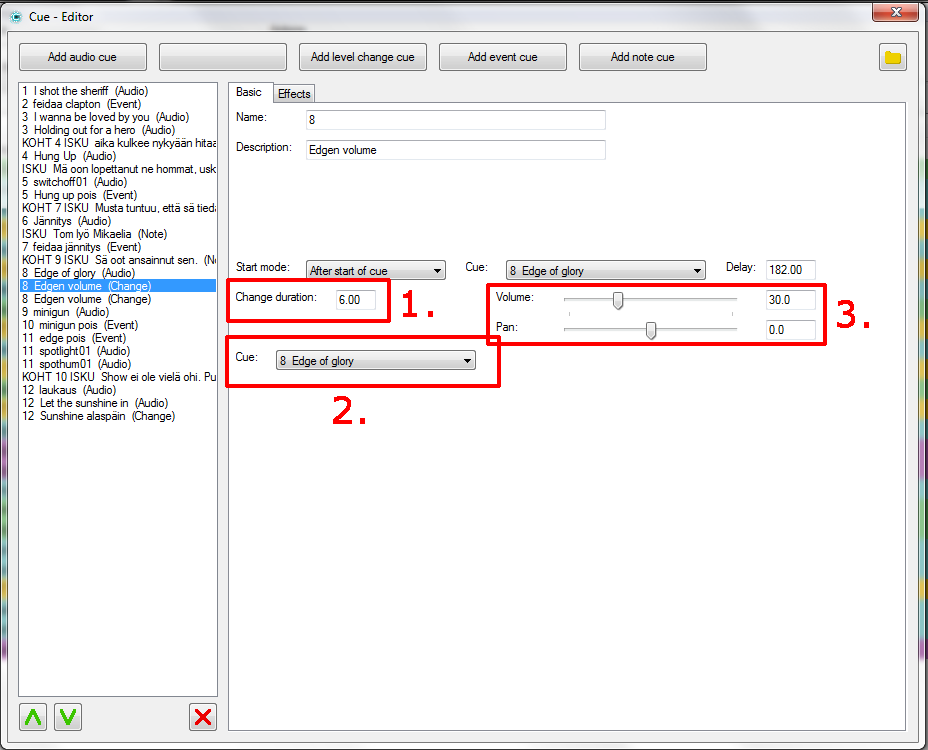 Cue - Editor
Add audio cue
Add level change cue
Add event cue
Add note cue
1 I shot the sheriff (Audio)
2 feidaa clapton (Event)
3 I wanna be loved by you (Audio)
3 Holding out for a hero (Audio)
KOHT 4 ISKU aika kulkee nykyään hitaa
4 Hung Up (Audio)
ISKU Mä oon lopettanut ne hommat, usk
5 switchoff01 (Audio)
5 Hung up pois (Event)
KOHT 7 ISKU Musta tuntuu, että sä tied
6 Jännitys (Audio)
ISKU Tom lyö Mikaelia (Note)
7 feidaa jännitys (Event)
KOHT 9 ISKU Sä oot ansainnut sen. (N
8 Edge of glory (Audio)
8 Edgen volume (Change)
8 Edgen volume (Change)
9 minigun (Audio)
10 minigun pois (Event)
11 edge pois (Event)
11 spotlight01 (Audio)
11 spothum01 (Audio)
KOHT 10 ISKU Show ei ole vielä ohi. Pu
12 laukaus (Audio)
12 Let the sunshine in (Audio)
12 Sunshine alaspäin (Change)
Basic Effects
Name: 8
Description: Edgen volume
Start mode: After start of cue Cue: 8 Edge of glory Delay: 182.00
Change duration: 6.00 1. Volume: 30.0 3.
Pan: 0.0
Cue: 8 Edge of glory
2.